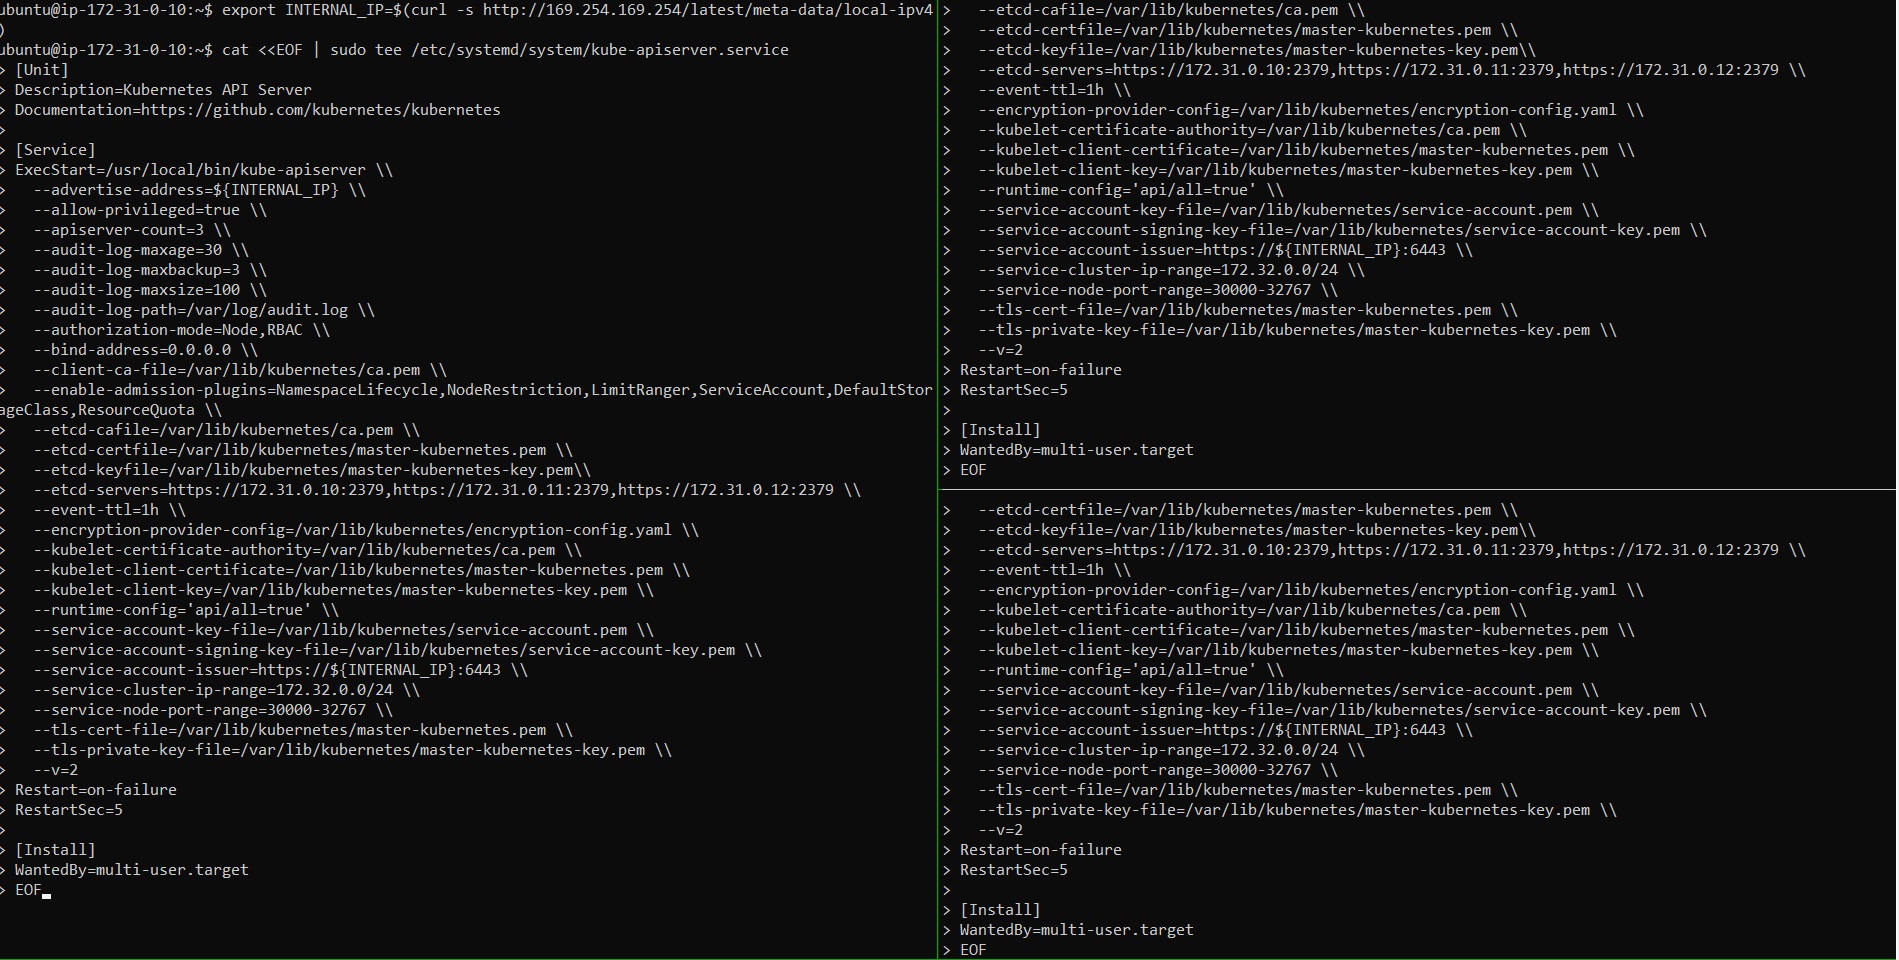 ubuntu@ip-172-31-0-10:~$ export INTERNAL_IP=$(curl -s http://169.254.169.254/latest/meta-data/local-ipv4
)
ubuntu@ip-172-31-0-10:~$ cat <<EOF | sudo tee /etc/systemd/system/kube-apiserver.service
> [Unit]
> Description=Kubernetes API Server
> Documentation=https://github.com/kubernetes/kubernetes
>
> [Service]
> ExecStart=/usr/local/bin/kube-apiserver \\
>   --advertise-address=${INTERNAL_IP} \\
>   --allow-privileged=true \\
>   --apiserver-count=3 \\
>   --audit-log-maxage=30 \\
>   --audit-log-maxbackup=3 \\
>   --audit-log-maxsize=100 \\
>   --audit-log-path=/var/log/audit.log \\
>   --authorization-mode=Node,RBAC \\
>   --bind-address=0.0.0.0 \\
>   --client-ca-file=/var/lib/kubernetes/ca.pem \\
>   --enable-admission-plugins=NamespaceLifecycle,NodeRestriction,LimitRanger,ServiceAccount,DefaultStor
ageClass,ResourceQuota \\
>   --etcd-cafile=/var/lib/kubernetes/ca.pem \\
>   --etcd-certfile=/var/lib/kubernetes/master-kubernetes.pem \\
>   --etcd-keyfile=/var/lib/kubernetes/master-kubernetes-key.pem\\
>   --etcd-servers=https://172.31.0.10:2379,https://172.31.0.11:2379,https://172.31.0.12:2379 \\
>   --event-ttl=1h \\
>   --encryption-provider-config=/var/lib/kubernetes/encryption-config.yaml \\
>   --kubelet-certificate-authority=/var/lib/kubernetes/ca.pem \\
>   --kubelet-client-certificate=/var/lib/kubernetes/master-kubernetes.pem \\
>   --kubelet-client-key=/var/lib/kubernetes/master-kubernetes-key.pem \\
>   --runtime-config='api/all=true' \\
>   --service-account-key-file=/var/lib/kubernetes/service-account.pem \\
>   --service-account-signing-key-file=/var/lib/kubernetes/service-account-key.pem \\
>   --service-account-issuer=https://${INTERNAL_IP}:6443 \\
>   --service-cluster-ip-range=172.32.0.0/24 \\
>   --service-node-port-range=30000-32767 \\
>   --tls-cert-file=/var/lib/kubernetes/master-kubernetes.pem \\
>   --tls-private-key-file=/var/lib/kubernetes/master-kubernetes-key.pem \\
>   --v=2
> Restart=on-failure
> RestartSec=5
>
> [Install]
> WantedBy=multi-user.target
> EOF
>   --etcd-cafile=/var/lib/kubernetes/ca.pem \\
>   --etcd-certfile=/var/lib/kubernetes/master-kubernetes.pem \\
>   --etcd-keyfile=/var/lib/kubernetes/master-kubernetes-key.pem\\
>   --etcd-servers=https://172.31.0.10:2379,https://172.31.0.11:2379,https://172.31.0.12:2379 \\
>   --event-ttl=1h \\
>   --encryption-provider-config=/var/lib/kubernetes/encryption-config.yaml \\
>   --kubelet-certificate-authority=/var/lib/kubernetes/ca.pem \\
>   --kubelet-client-certificate=/var/lib/kubernetes/master-kubernetes.pem \\
>   --kubelet-client-key=/var/lib/kubernetes/master-kubernetes-key.pem \\
>   --runtime-config='api/all=true' \\
>   --service-account-key-file=/var/lib/kubernetes/service-account.pem \\
>   --service-account-signing-key-file=/var/lib/kubernetes/service-account-key.pem \\
>   --service-account-issuer=https://${INTERNAL_IP}:6443 \\
>   --service-cluster-ip-range=172.32.0.0/24 \\
>   --service-node-port-range=30000-32767 \\
>   --tls-cert-file=/var/lib/kubernetes/master-kubernetes.pem \\
>   --tls-private-key-file=/var/lib/kubernetes/master-kubernetes-key.pem \\
>   --v=2
> Restart=on-failure
> RestartSec=5
>
> [Install]
> WantedBy=multi-user.target
> EOF
>   --etcd-certfile=/var/lib/kubernetes/master-kubernetes.pem \\
>   --etcd-keyfile=/var/lib/kubernetes/master-kubernetes-key.pem\\
>   --etcd-servers=https://172.31.0.10:2379,https://172.31.0.11:2379,https://172.31.0.12:2379 \\
>   --event-ttl=1h \\
>   --encryption-provider-config=/var/lib/kubernetes/encryption-config.yaml \\
>   --kubelet-certificate-authority=/var/lib/kubernetes/ca.pem \\
>   --kubelet-client-certificate=/var/lib/kubernetes/master-kubernetes.pem \\
>   --kubelet-client-key=/var/lib/kubernetes/master-kubernetes-key.pem \\
>   --runtime-config='api/all=true' \\
>   --service-account-key-file=/var/lib/kubernetes/service-account.pem \\
>   --service-account-signing-key-file=/var/lib/kubernetes/service-account-key.pem \\
>   --service-account-issuer=https://${INTERNAL_IP}:6443 \\
>   --service-cluster-ip-range=172.32.0.0/24 \\
>   --service-node-port-range=30000-32767 \\
>   --tls-cert-file=/var/lib/kubernetes/master-kubernetes.pem \\
>   --tls-private-key-file=/var/lib/kubernetes/master-kubernetes-key.pem \\
>   --v=2
> Restart=on-failure
> RestartSec=5
>
> [Install]
> WantedBy=multi-user.target
> EOF